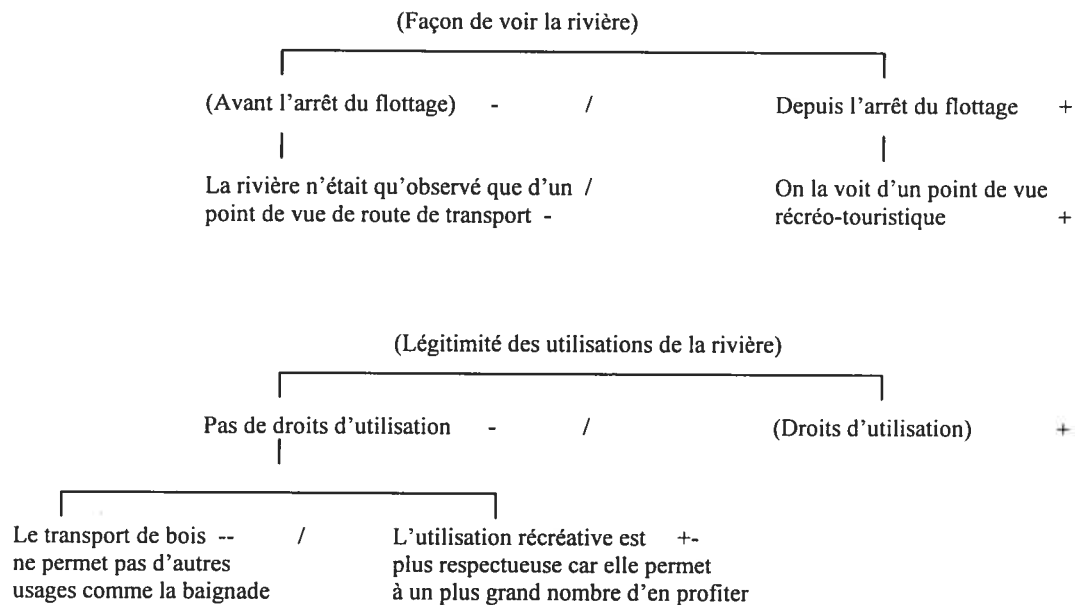 (Façon de voir la rivière)
(Avant l'arrêt du flottage) - / Depuis l'arrêt du flottage +
La rivière n'était qu'observé que d'un / On la voit d'un point de vue
point de vue de route de transport - récréo-touristique +
(Légitimité des utilisations de la rivière)
Pas de droits d'utilisation - / (Droits d'utilisation) +
Le transport de bois -- / L'utilisation récréative est +-
ne permet pas d'autres plus respectueuse car elle permet
usages comme la baignade à un plus grand nombre d'en profiter